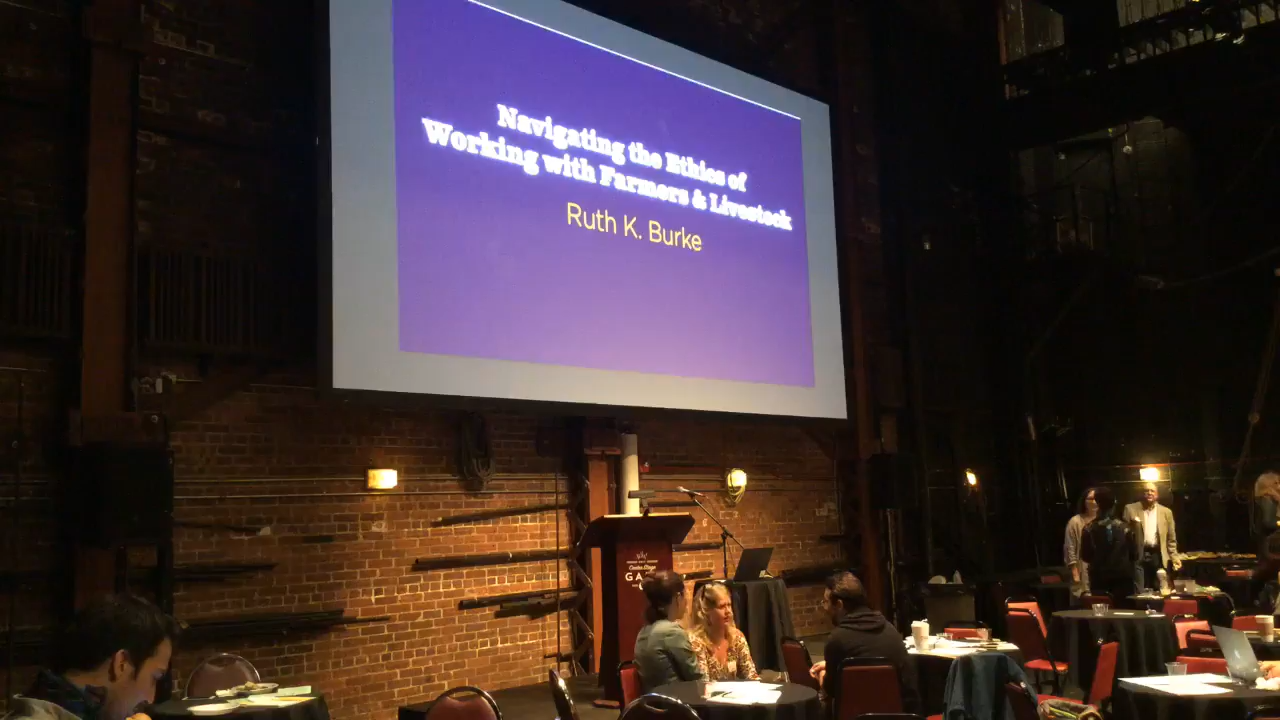 Navigating the Ethics of
Working with Farmers & Livestock
Ruth K. Burke